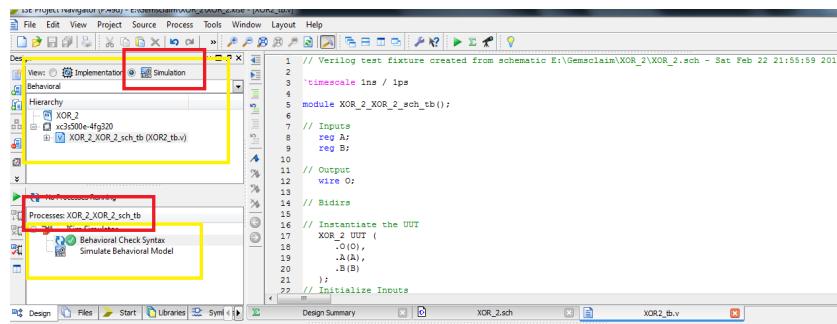 ISE Project Navigator (P.49d) - E:\Gemsclaim\XOR_2\XOR_2.xise - [XOR2_tb.v]
File Edit View Project Source Process Tools Window Layout Help
View: Implementation Simulation
Behavioral
Hierarchy
XOR_2
xc3s500e-4fg320
XOR_2_XOR_2_sch_tb (XOR2_tb.v)
No Processes Running
Processes: XOR_2_XOR_2_sch_tb
ISim Simulator
Behavioral Check Syntax
Simulate Behavioral Model
1 // Verilog test fixture created from schematic E:\Gemsclaim\XOR_2\XOR_2.sch - Sat Feb 22 21:55:59 201
2
3 `timescale 1ns / 1ps
4
5 module XOR_2_XOR_2_sch_tb();
6
7 // Inputs
8 reg A;
9 reg B;
10
11 // Output
12 wire O;
13
14 // Bidirs
15
16 // Instantiate the UUT
17 XOR_2 UUT (
18 .O(O),
19 .A(A),
20 .B(B)
21 );
22 // Initialize Inputs
Design Files Start Libraries Syml
Design Summary XOR_2.sch XOR2_tb.v